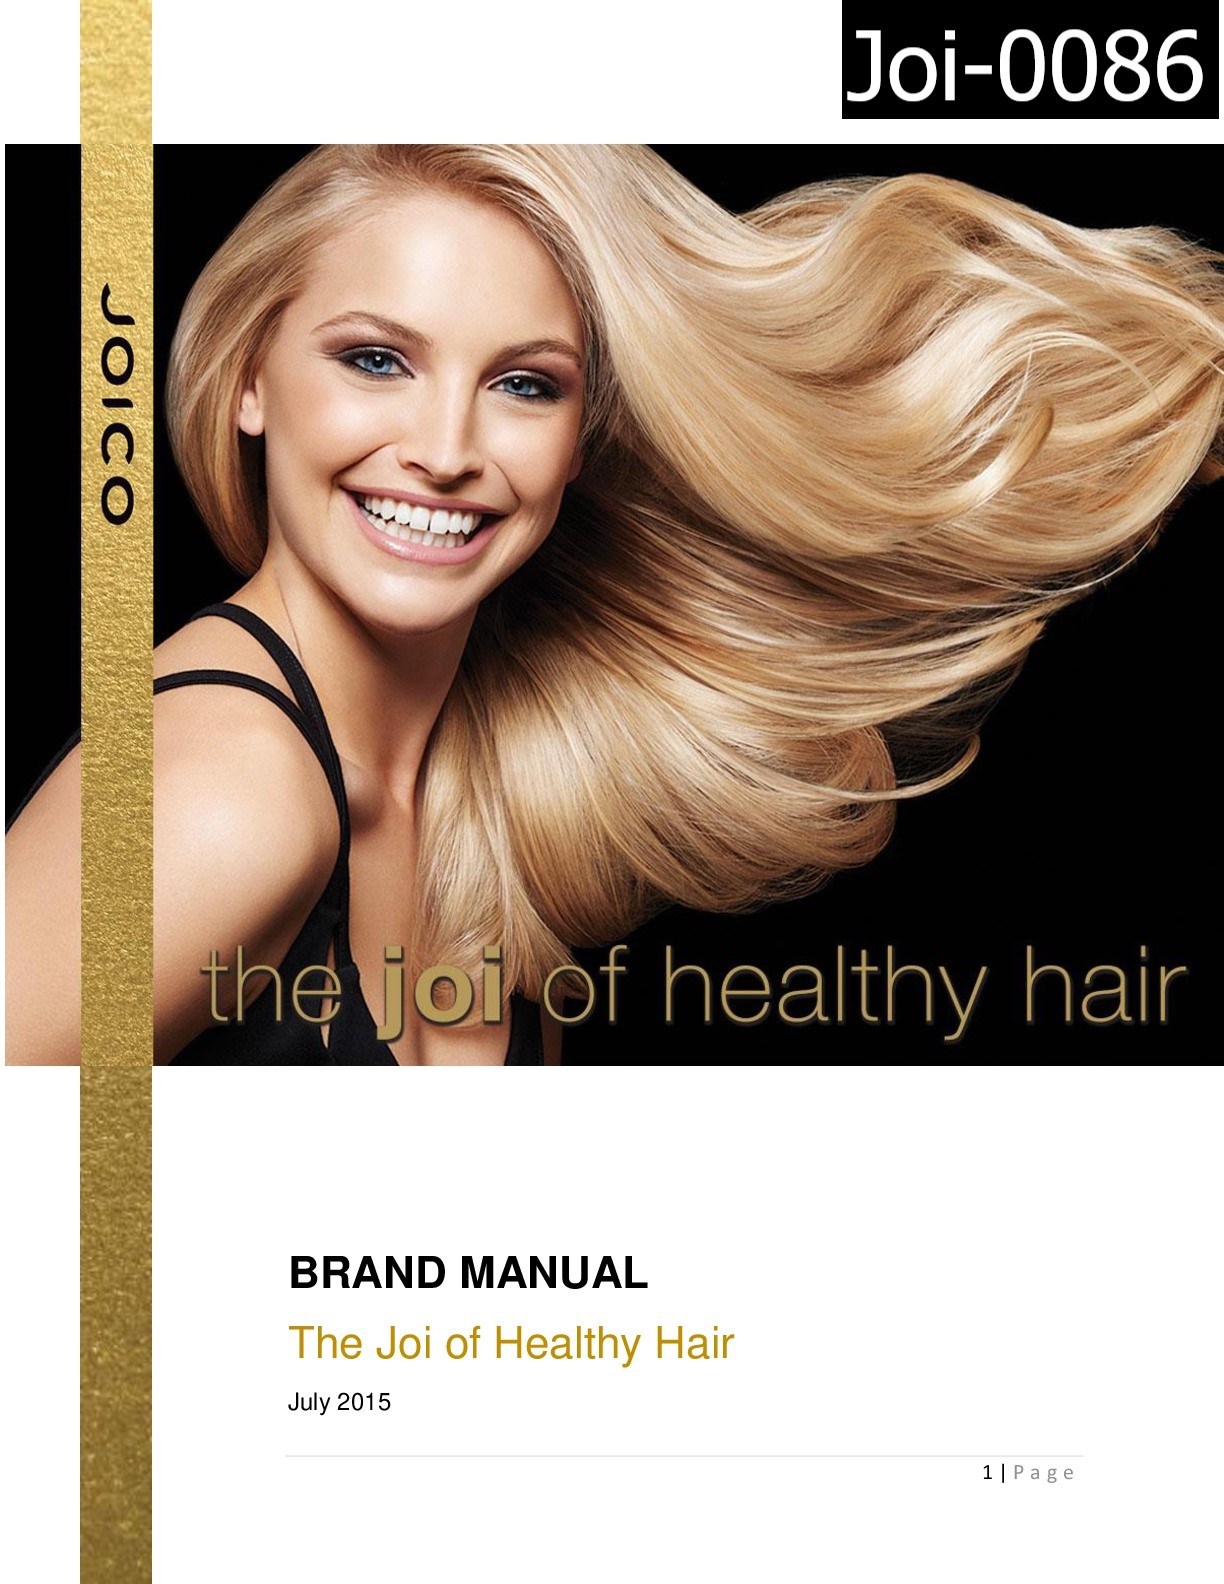 Joi-0086
JOICO
the joi of healthy hair
BRAND MANUAL
The Joi of Healthy Hair
July 2015
1 | Page